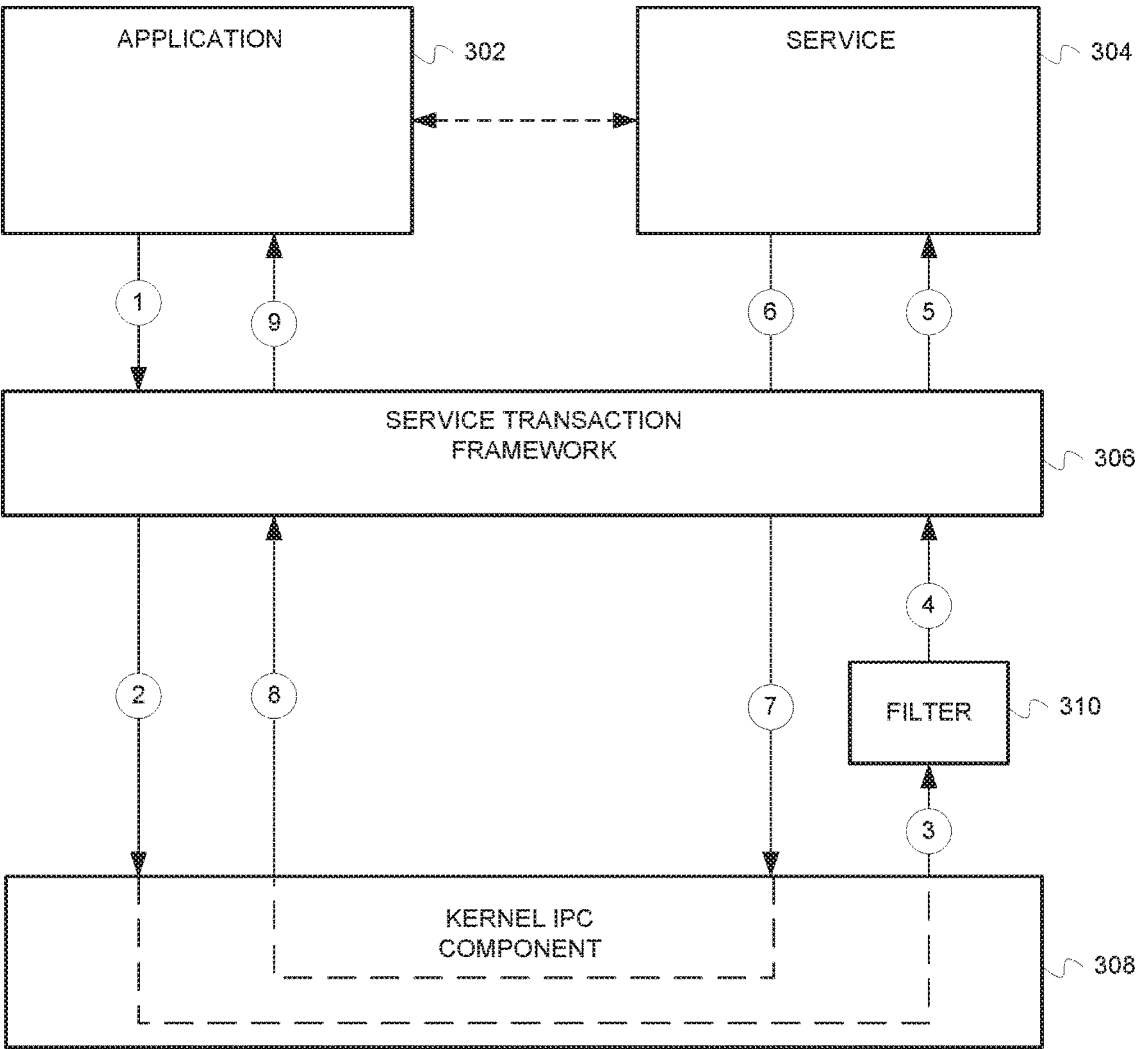 APPLICATION
302
SERVICE
304
1
9
6
5
SERVICE TRANSACTION
FRAMEWORK
306
4
2
8
7
FILTER
310
3
KERNEL IPC
COMPONENT
308